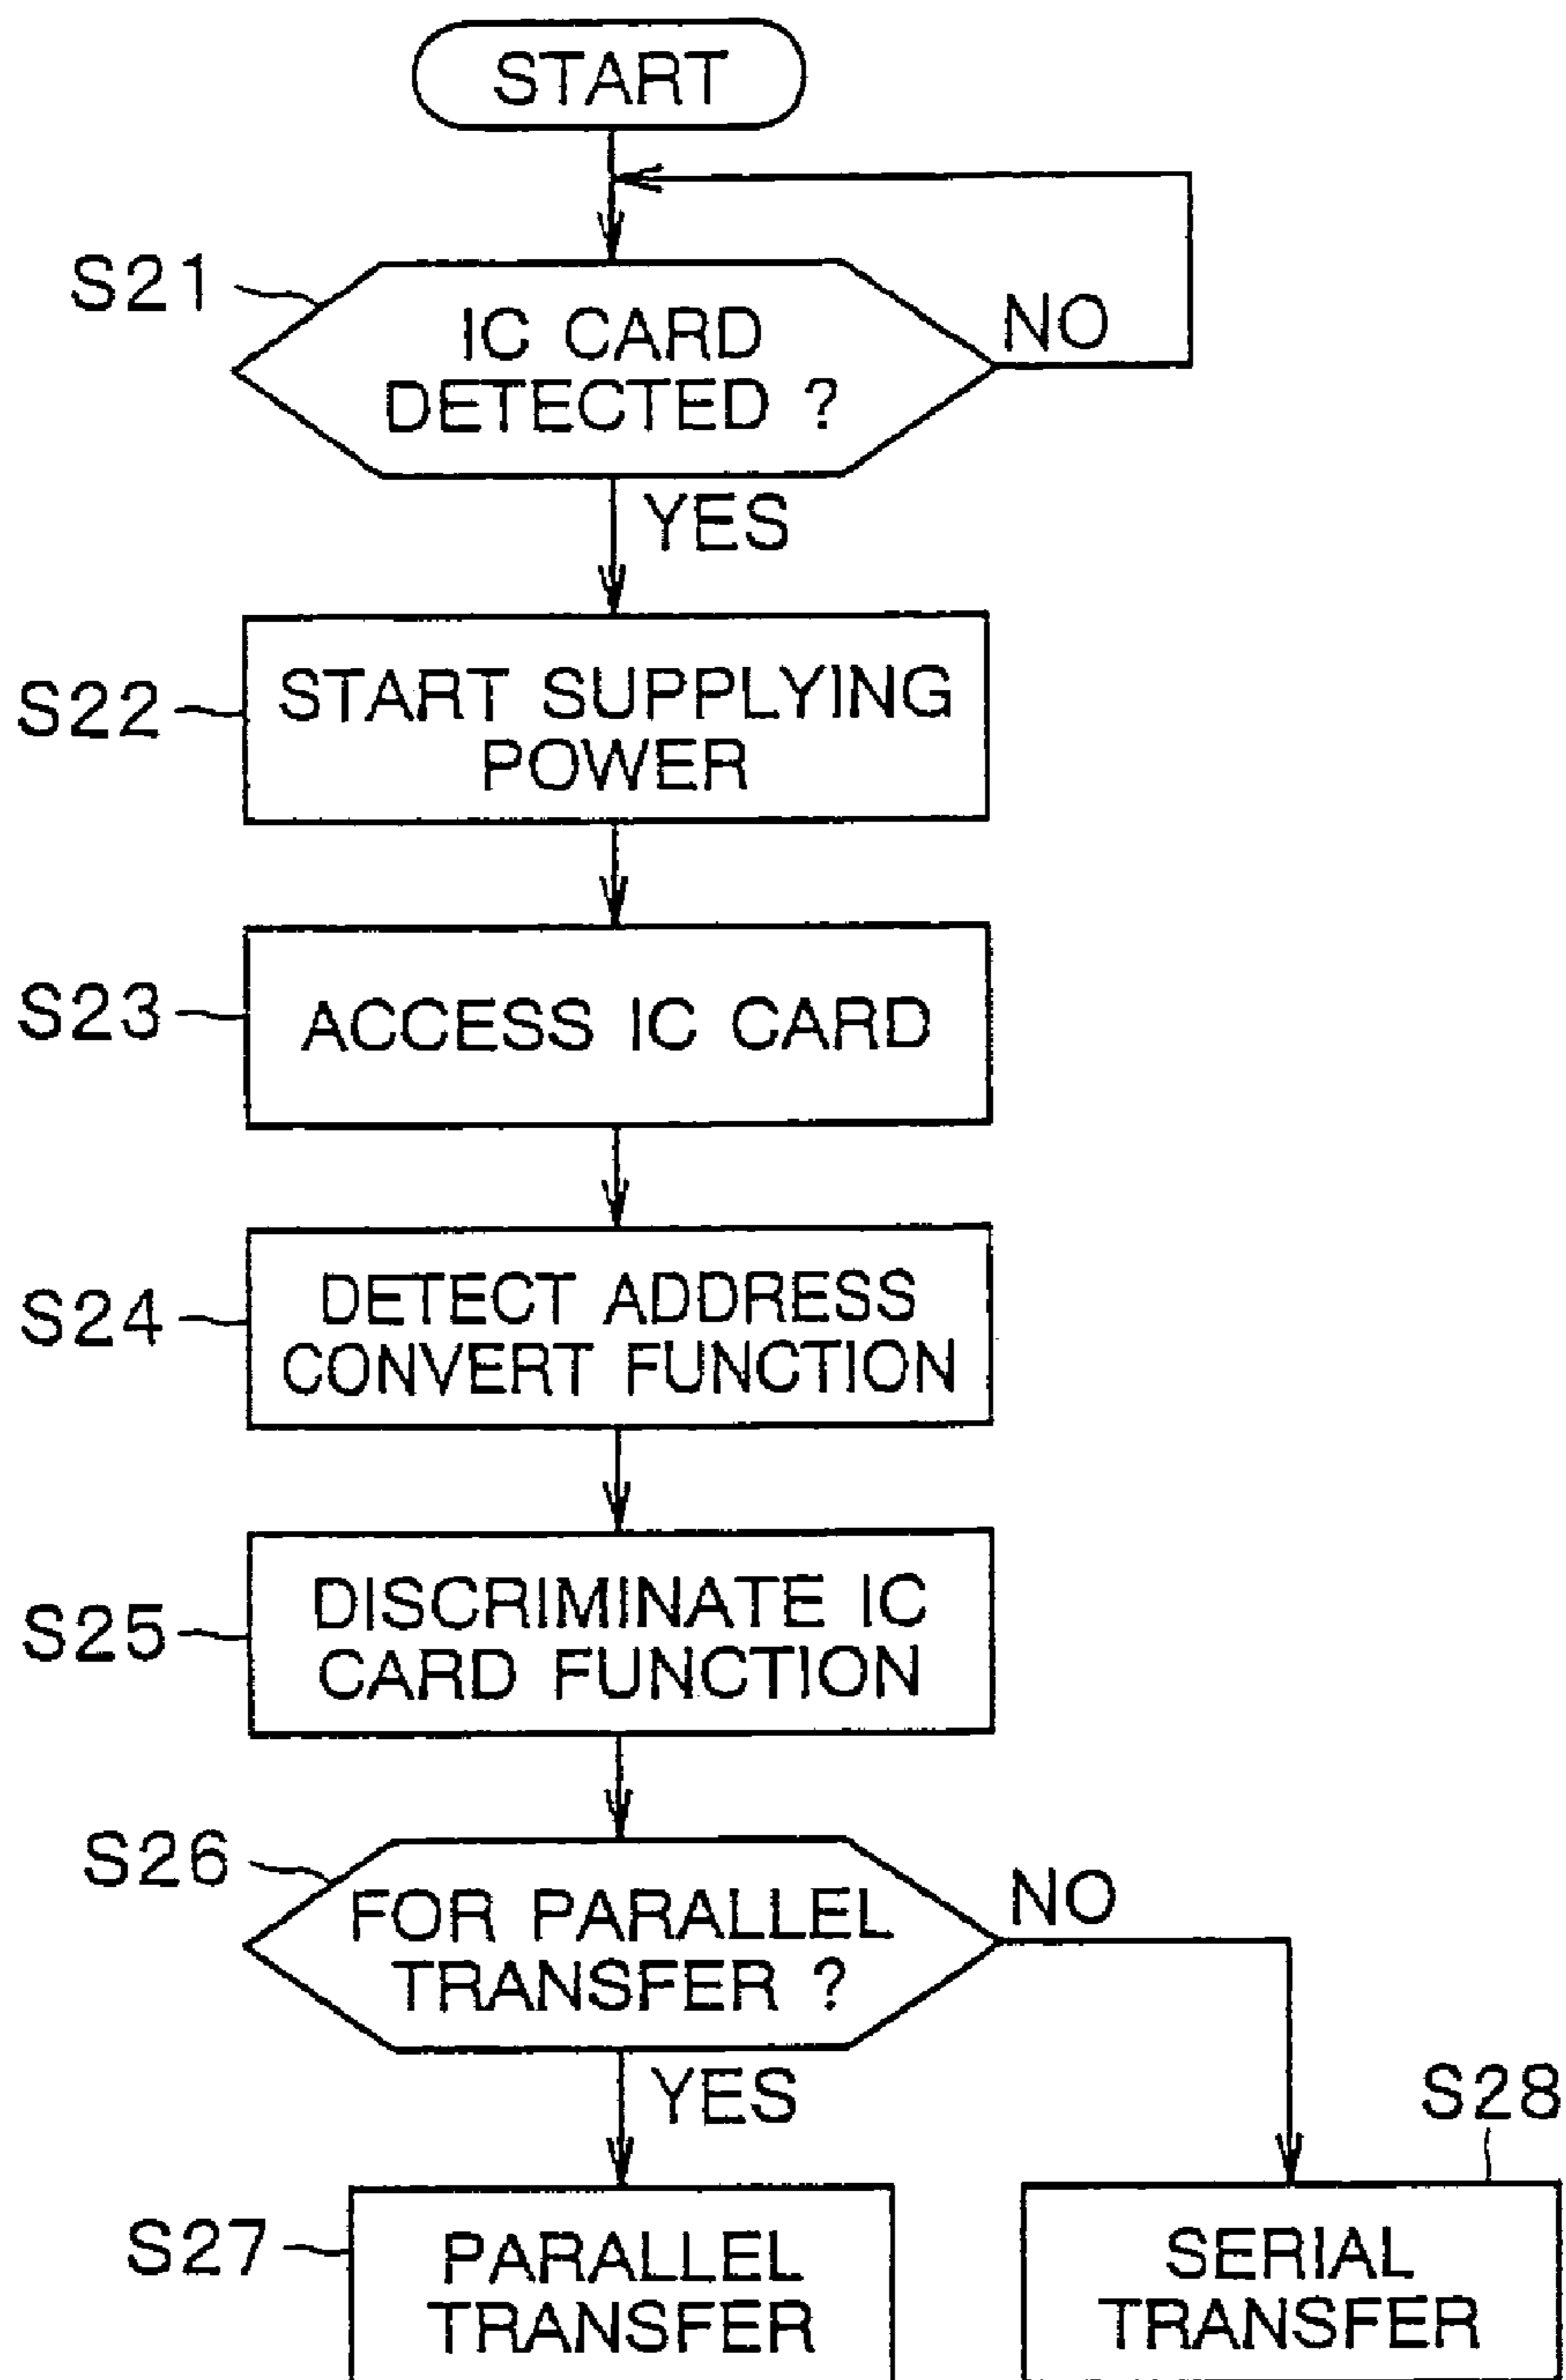 START
S21
IC CARD
DETECTED ?
NO
YES
S22
START SUPPLYING
POWER
S23
ACCESS IC CARD
S24
DETECT ADDRESS
CONVERT FUNCTION
S25
DISCRIMINATE IC
CARD FUNCTION
S26
FOR PARALLEL
TRANSFER ?
NO
YES
S27
PARALLEL
TRANSFER
S28
SERIAL
TRANSFER